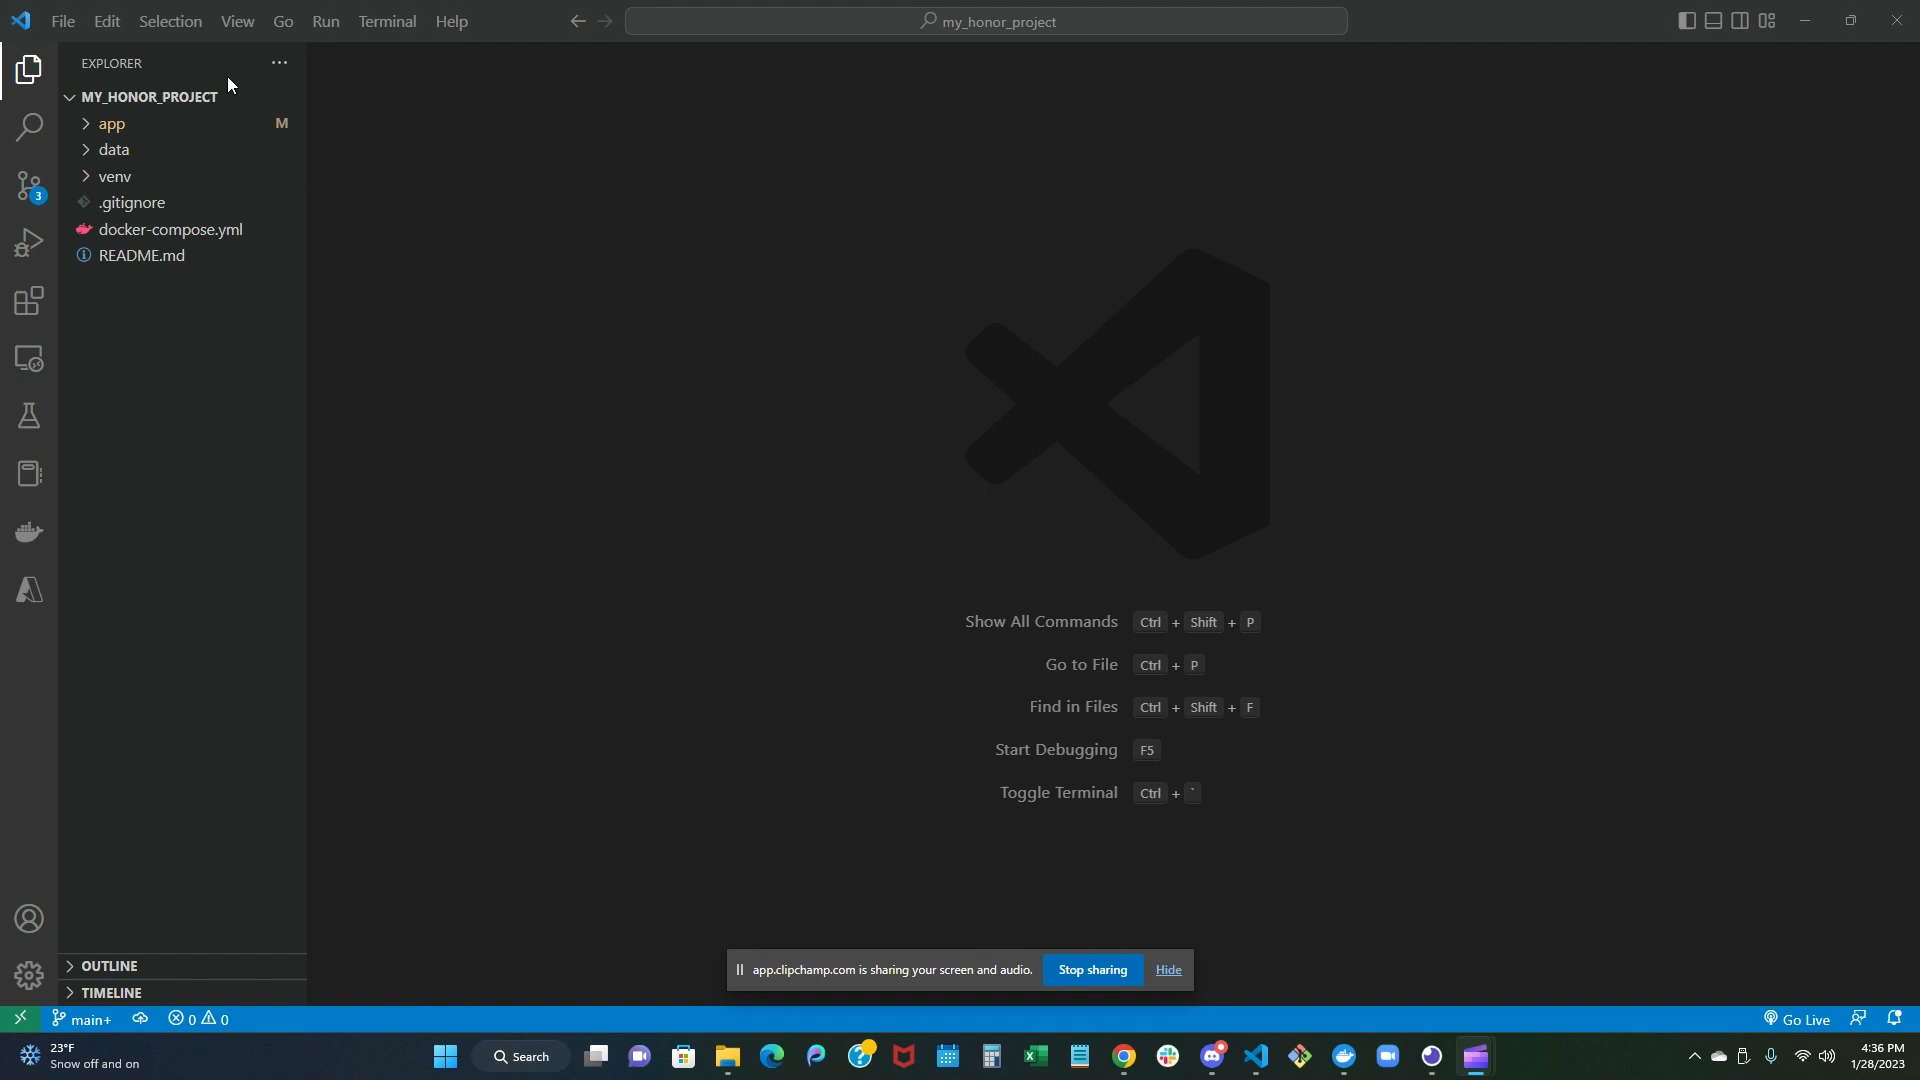 File Edit Selection View Go Run Terminal Help
my_honor_project
EXPLORER
MY_HONOR_PROJECT
app M
data
venv
.gitignore
docker-compose.yml
README.md
3
Show All Commands Ctrl + Shift + P
Go to File Ctrl + P
Find in Files Ctrl + Shift + F
Start Debugging F5
Toggle Terminal Ctrl + `
OUTLINE
TIMELINE
app.clipchamp.com is sharing your screen and audio. Stop sharing Hide
main+ 0 0 Go Live
23°F
Snow off and on
Search
4:36 PM
1/28/2023